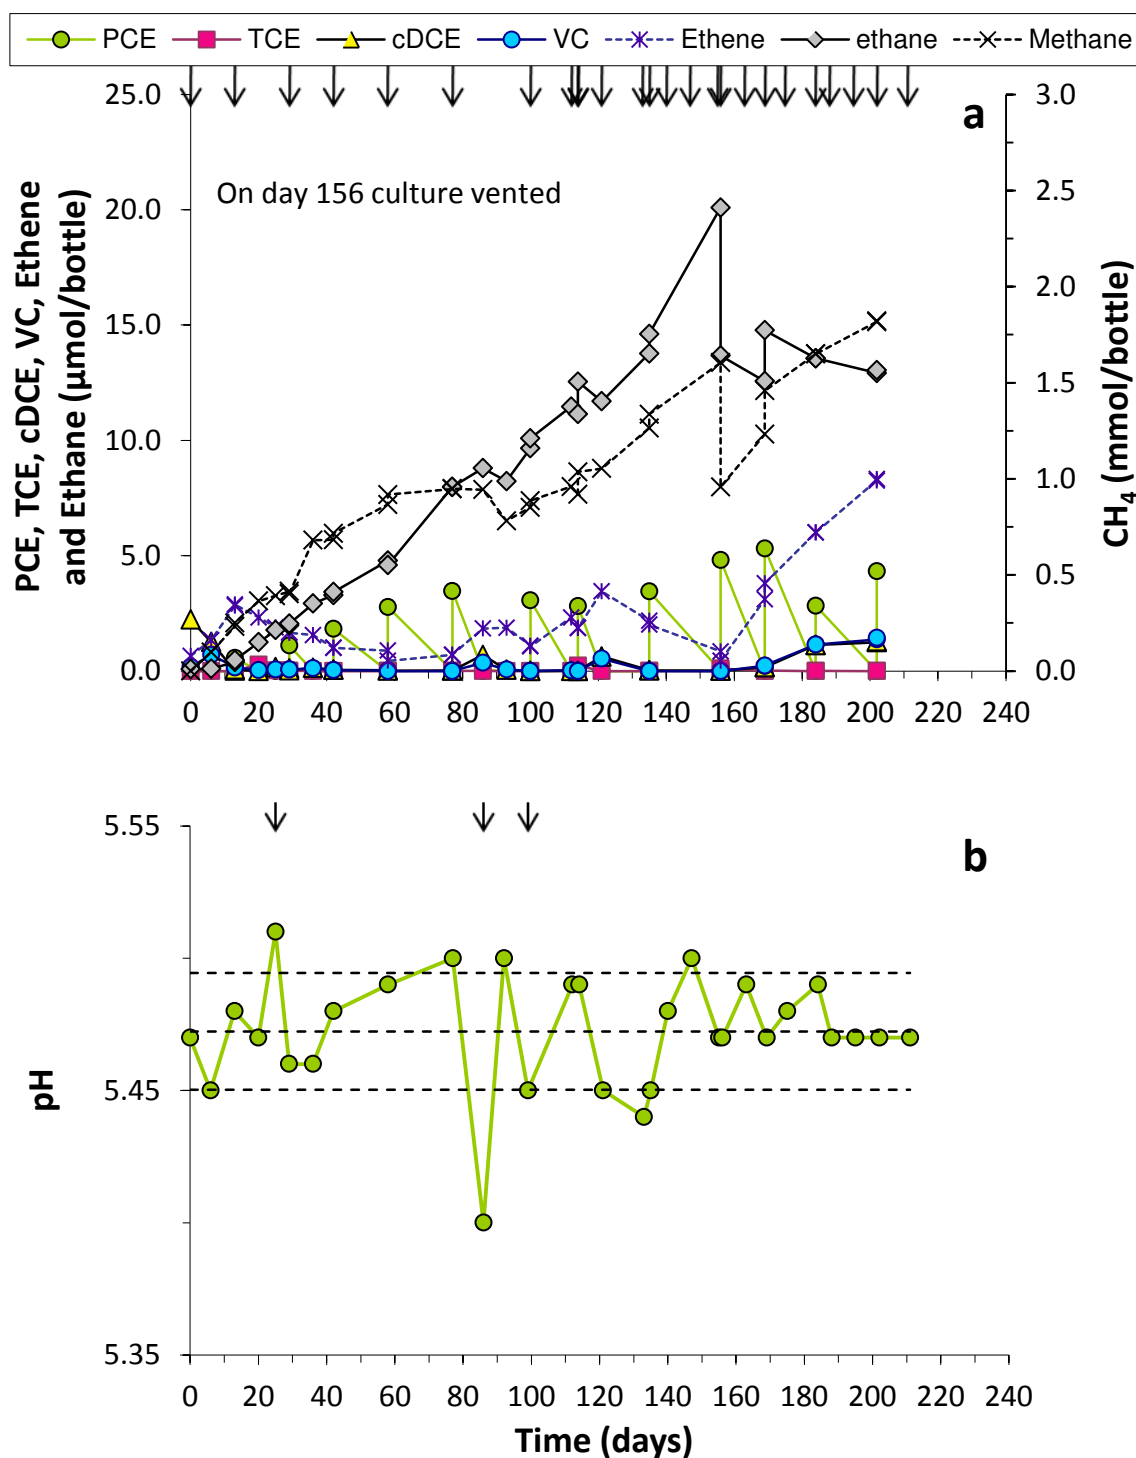 PCE TCE cDCE VC Ethene ethane Methane
25.0
20.0
15.0
10.0
5.0
0.0
PCE, TCE, cDCE, VC, Ethene
and Ethane (µmol/bottle)
a
On day 156 culture vented
3.0
2.5
2.0
1.5
1.0
0.5
0.0
CH₄ (mmol/bottle)
0 20 40 60 80 100 120 140 160 180 200 220 240
b
5.55
5.45
5.35
pH
0 20 40 60 80 100 120 140 160 180 200 220 240
Time (days)